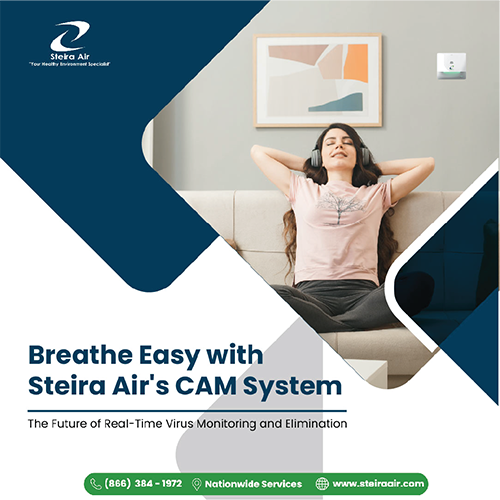 Steira Air
"Your Healthy Environment Specialist"
Breathe Easy with
Steira Air's CAM System
The Future of Real-Time Virus Monitoring and Elimination
(866) 384 - 1972 Nationwide Services www.steiraair.com